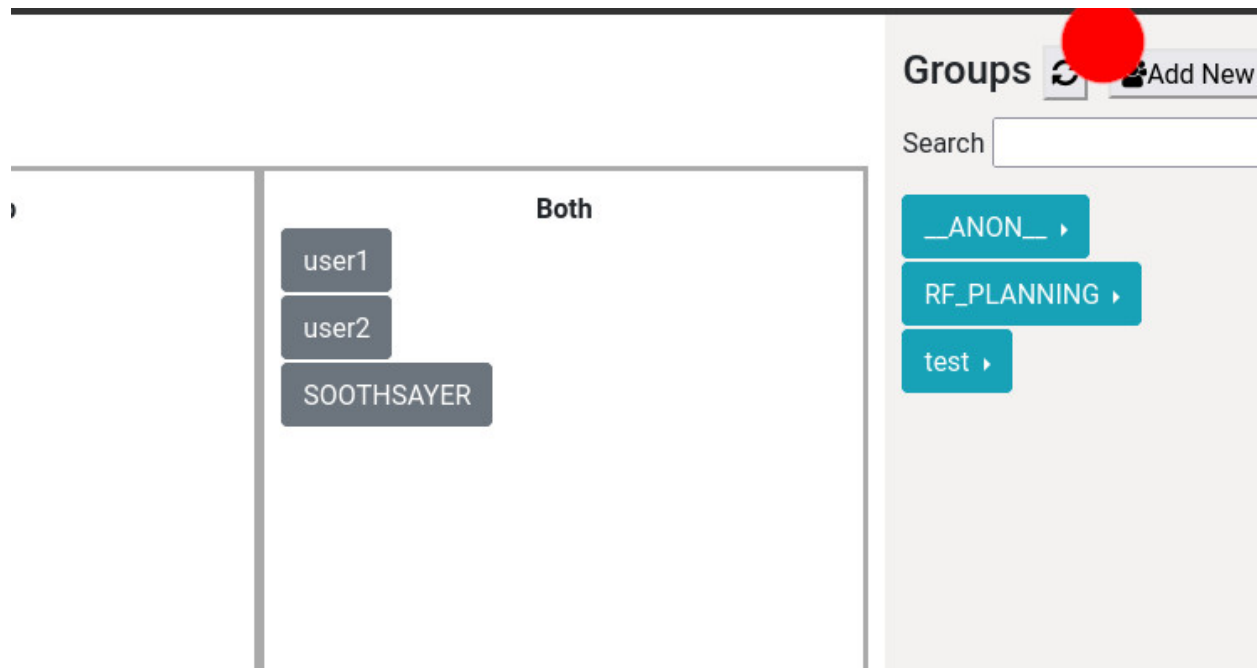 Groups
Add New
Search
Both
__ANON__
user1
RF_PLANNING
user2
test
SOOTHSAYER